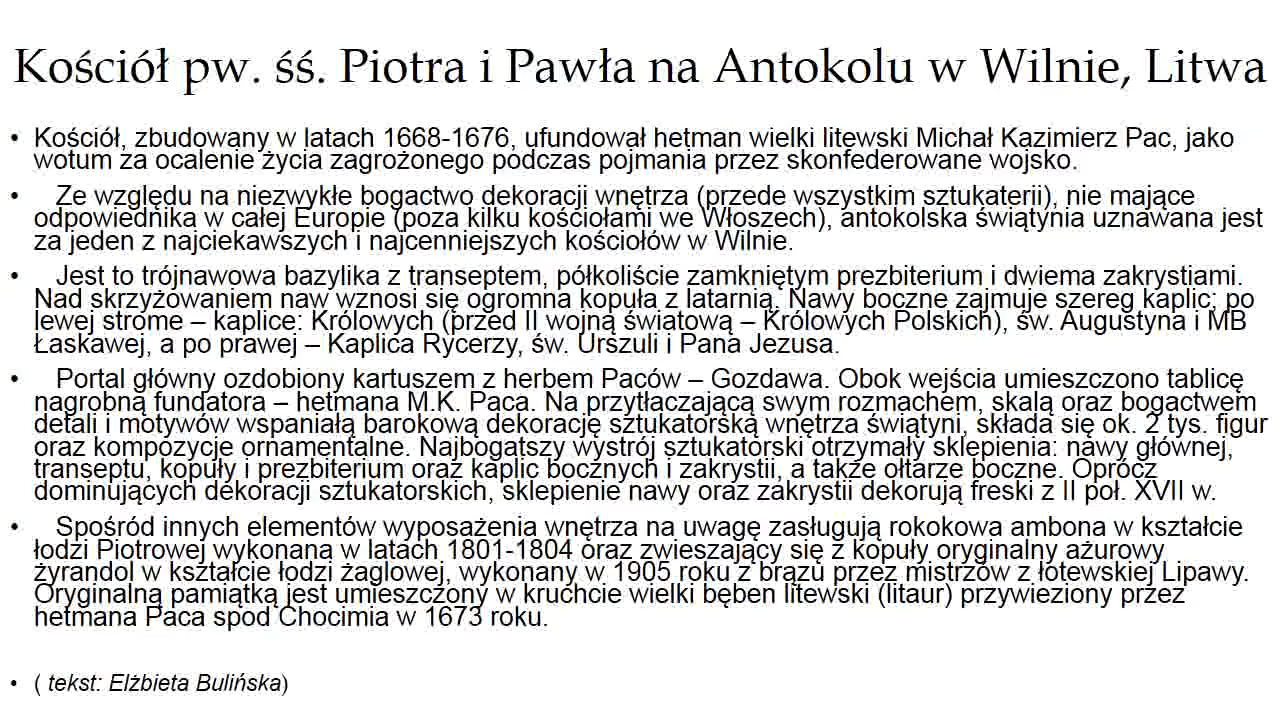 Kościół pw. śś. Piotra i Pawła na Antokolu w Wilnie, Litwa
• Kościół, zbudowany w latach 1668-1676, ufundował hetman wielki litewski Michał Kazimierz Pac, jako
wotum za ocalenie życia zagrożonego podczas pojmania przez skonfederowane wojsko.
• Ze względu na niezwykłe bogactwo dekoracji wnętrza (przede wszystkim sztukaterii), nie mające
odpowiednika w całej Europie (poza kilku kościołami we Włoszech), antokolska świątynia uznawana jest
za jeden z najciekawszych i najcenniejszych kościołów w Wilnie.
• Jest to trójnawowa bazylika z transeptem, półkoliście zamkniętym prezbiterium i dwiema zakrystiami.
Nad skrzyżowaniem naw wznosi się ogromna kopuła z latarnią. Nawy boczne zajmuje szereg kaplic; po
lewej strome – kaplice: Królowych (przed II wojną światową – Królowych Polskich), św. Augustyna i MB
Łaskawej, a po prawej – Kaplica Rycerzy, św. Urszuli i Pana Jezusa.
• Portal główny ozdobiony kartuszem z herbem Paców – Gozdawa. Obok wejścia umieszczono tablicę
nagrobną fundatora – hetmana M.K. Paca. Na przytłaczającą swym rozmachem, skalą oraz bogactwem
detali i motywów wspaniałą barokową dekorację sztukatorską wnętrza świątyni, składa się ok. 2 tys. figur
oraz kompozycje ornamentalne. Najbogatszy wystrój sztukatorski otrzymały sklepienia: nawy głównej,
transeptu, kopuły i prezbiterium oraz kaplic bocznych i zakrystii, a także ołtarze boczne. Oprócz
dominujących dekoracji sztukatorskich, sklepienie nawy oraz zakrystii dekorują freski z II poł. XVII w.
• Spośród innych elementów wyposażenia wnętrza na uwagę zasługują rokokowa ambona w kształcie
łodzi Piotrowej wykonana w latach 1801-1804 oraz zwieszający się z kopuły oryginalny ażurowy
żyrandol w kształcie łodzi żaglowej, wykonany w 1905 roku z brązu przez mistrzów z łotewskiej Lipawy.
Oryginalną pamiątką jest umieszczony w kruchcie wielki bęben litewski (litaur) przywieziony przez
hetmana Paca spod Chocimia w 1673 roku.
• ( tekst: Elżbieta Bulińska)